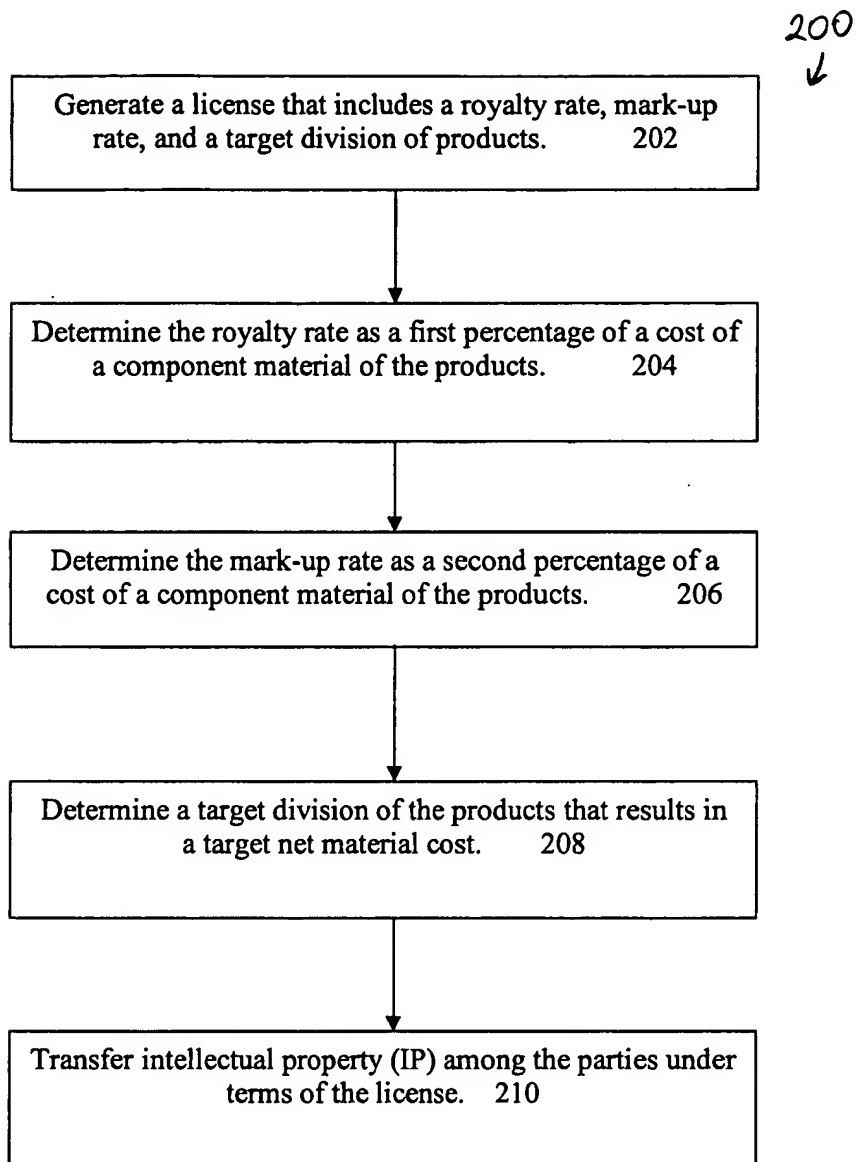 200
Generate a license that includes a royalty rate, mark-up
rate, and a target division of products. 202
Determine the royalty rate as a first percentage of a cost of
a component material of the products. 204
Determine the mark-up rate as a second percentage of a
cost of a component material of the products. 206
Determine a target division of the products that results in
a target net material cost. 208
Transfer intellectual property (IP) among the parties under
terms of the license. 210